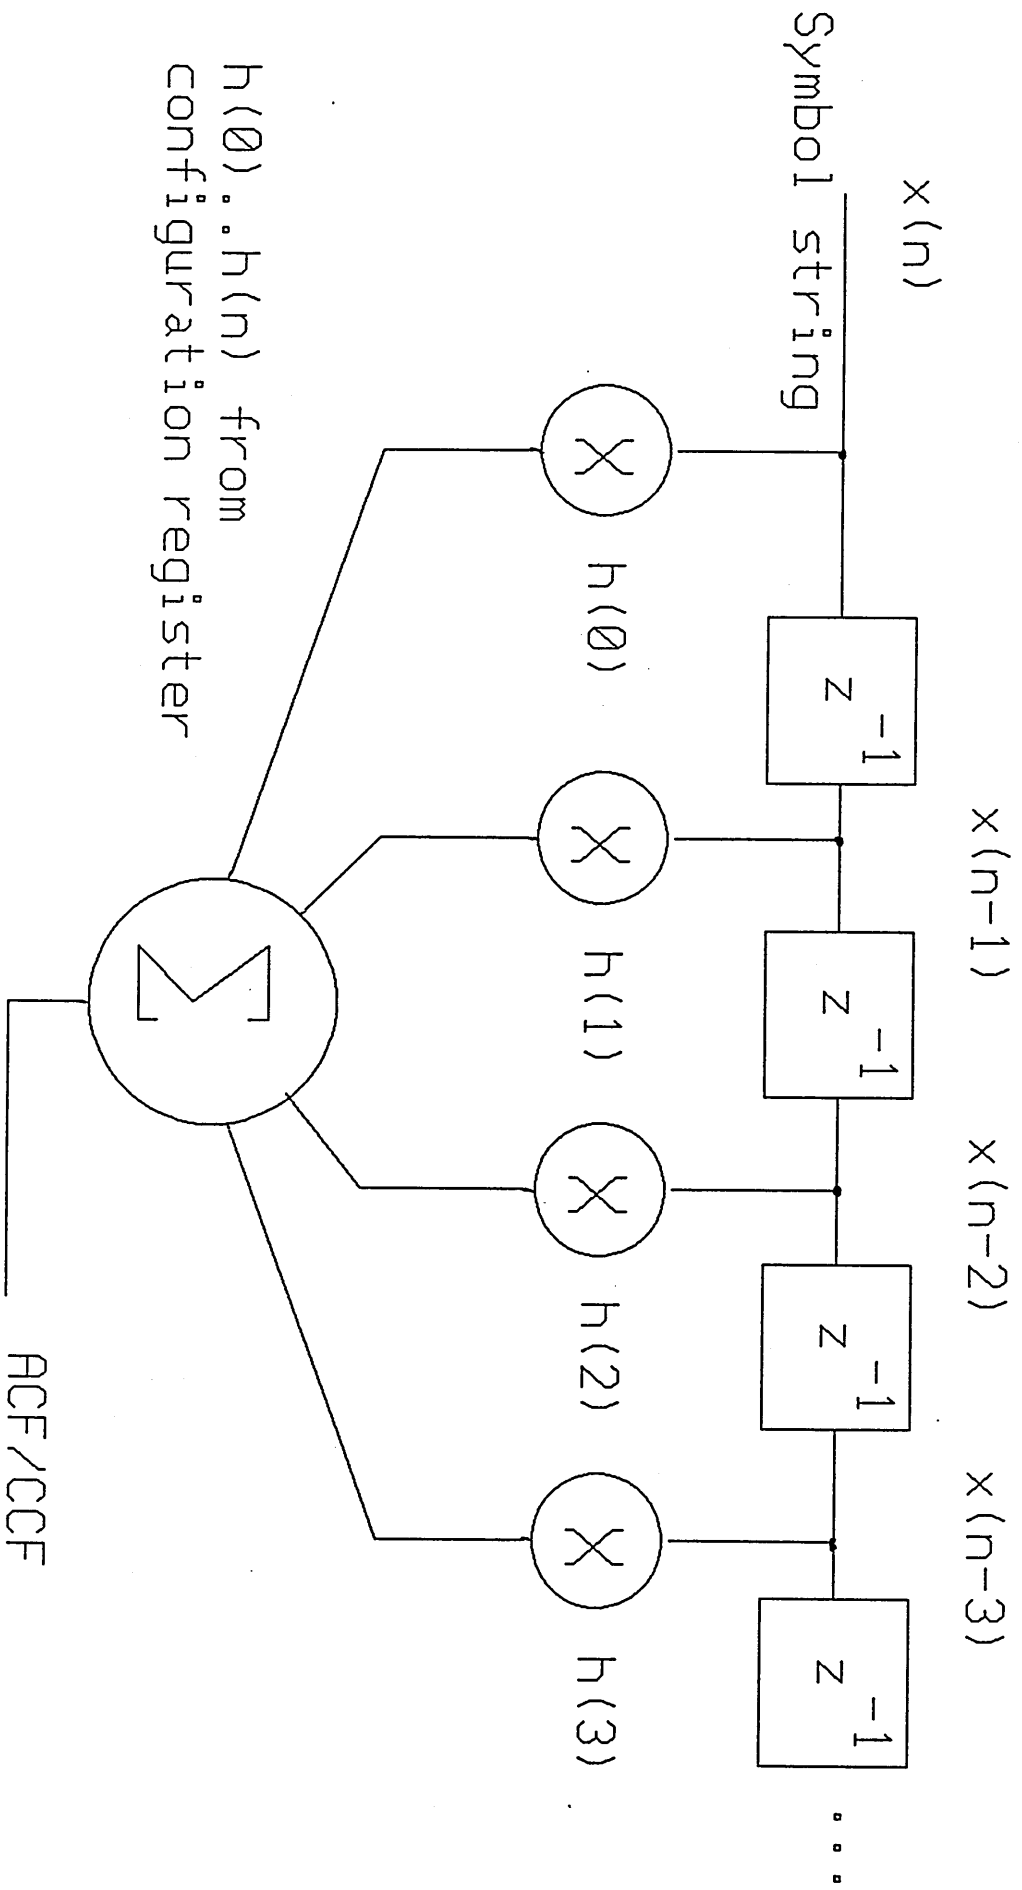 x(n)
x(n-1)
x(n-2)
x(n-3)
Symbol string
z⁻¹
z⁻¹
z⁻¹
z⁻¹
...
X
h(0)
X
h(1)
X
h(2)
X
h(3)
Σ
h(0)..h(n) from
configuration register
ACF/CCF